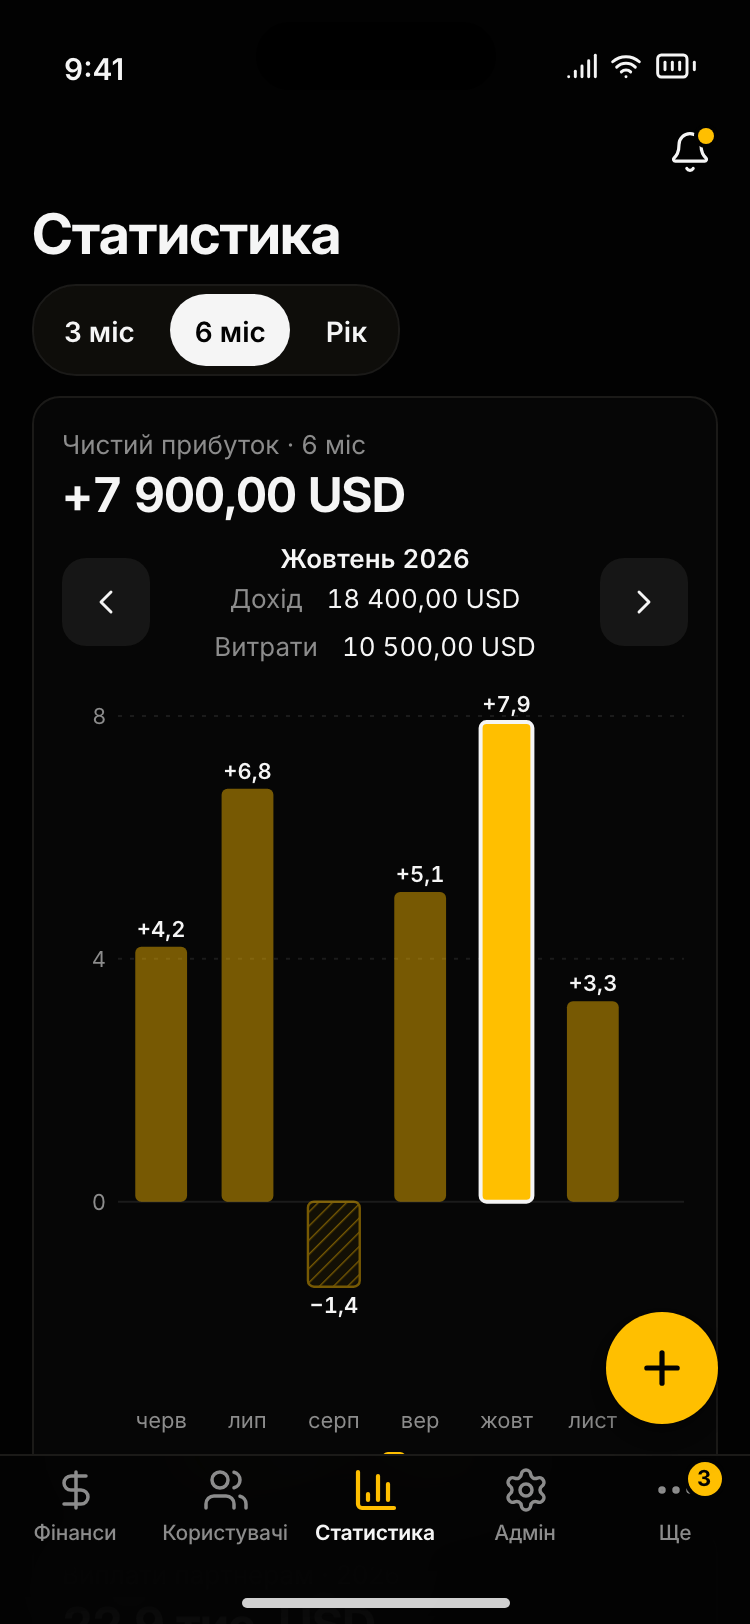 9:41
Статистика
3 міс 6 міс Рік
Чистий прибуток · 6 міс
+7 900,00 USD
Жовтень 2026
Дохід 18 400,00 USD
Витрати 10 500,00 USD
+7,9
8
+6,8
+5,1
+4,2
4
+3,3
0
−1,4
черв лип серп вер жовт лист
3
Фінанси Користувачі Статистика Адмін Ще